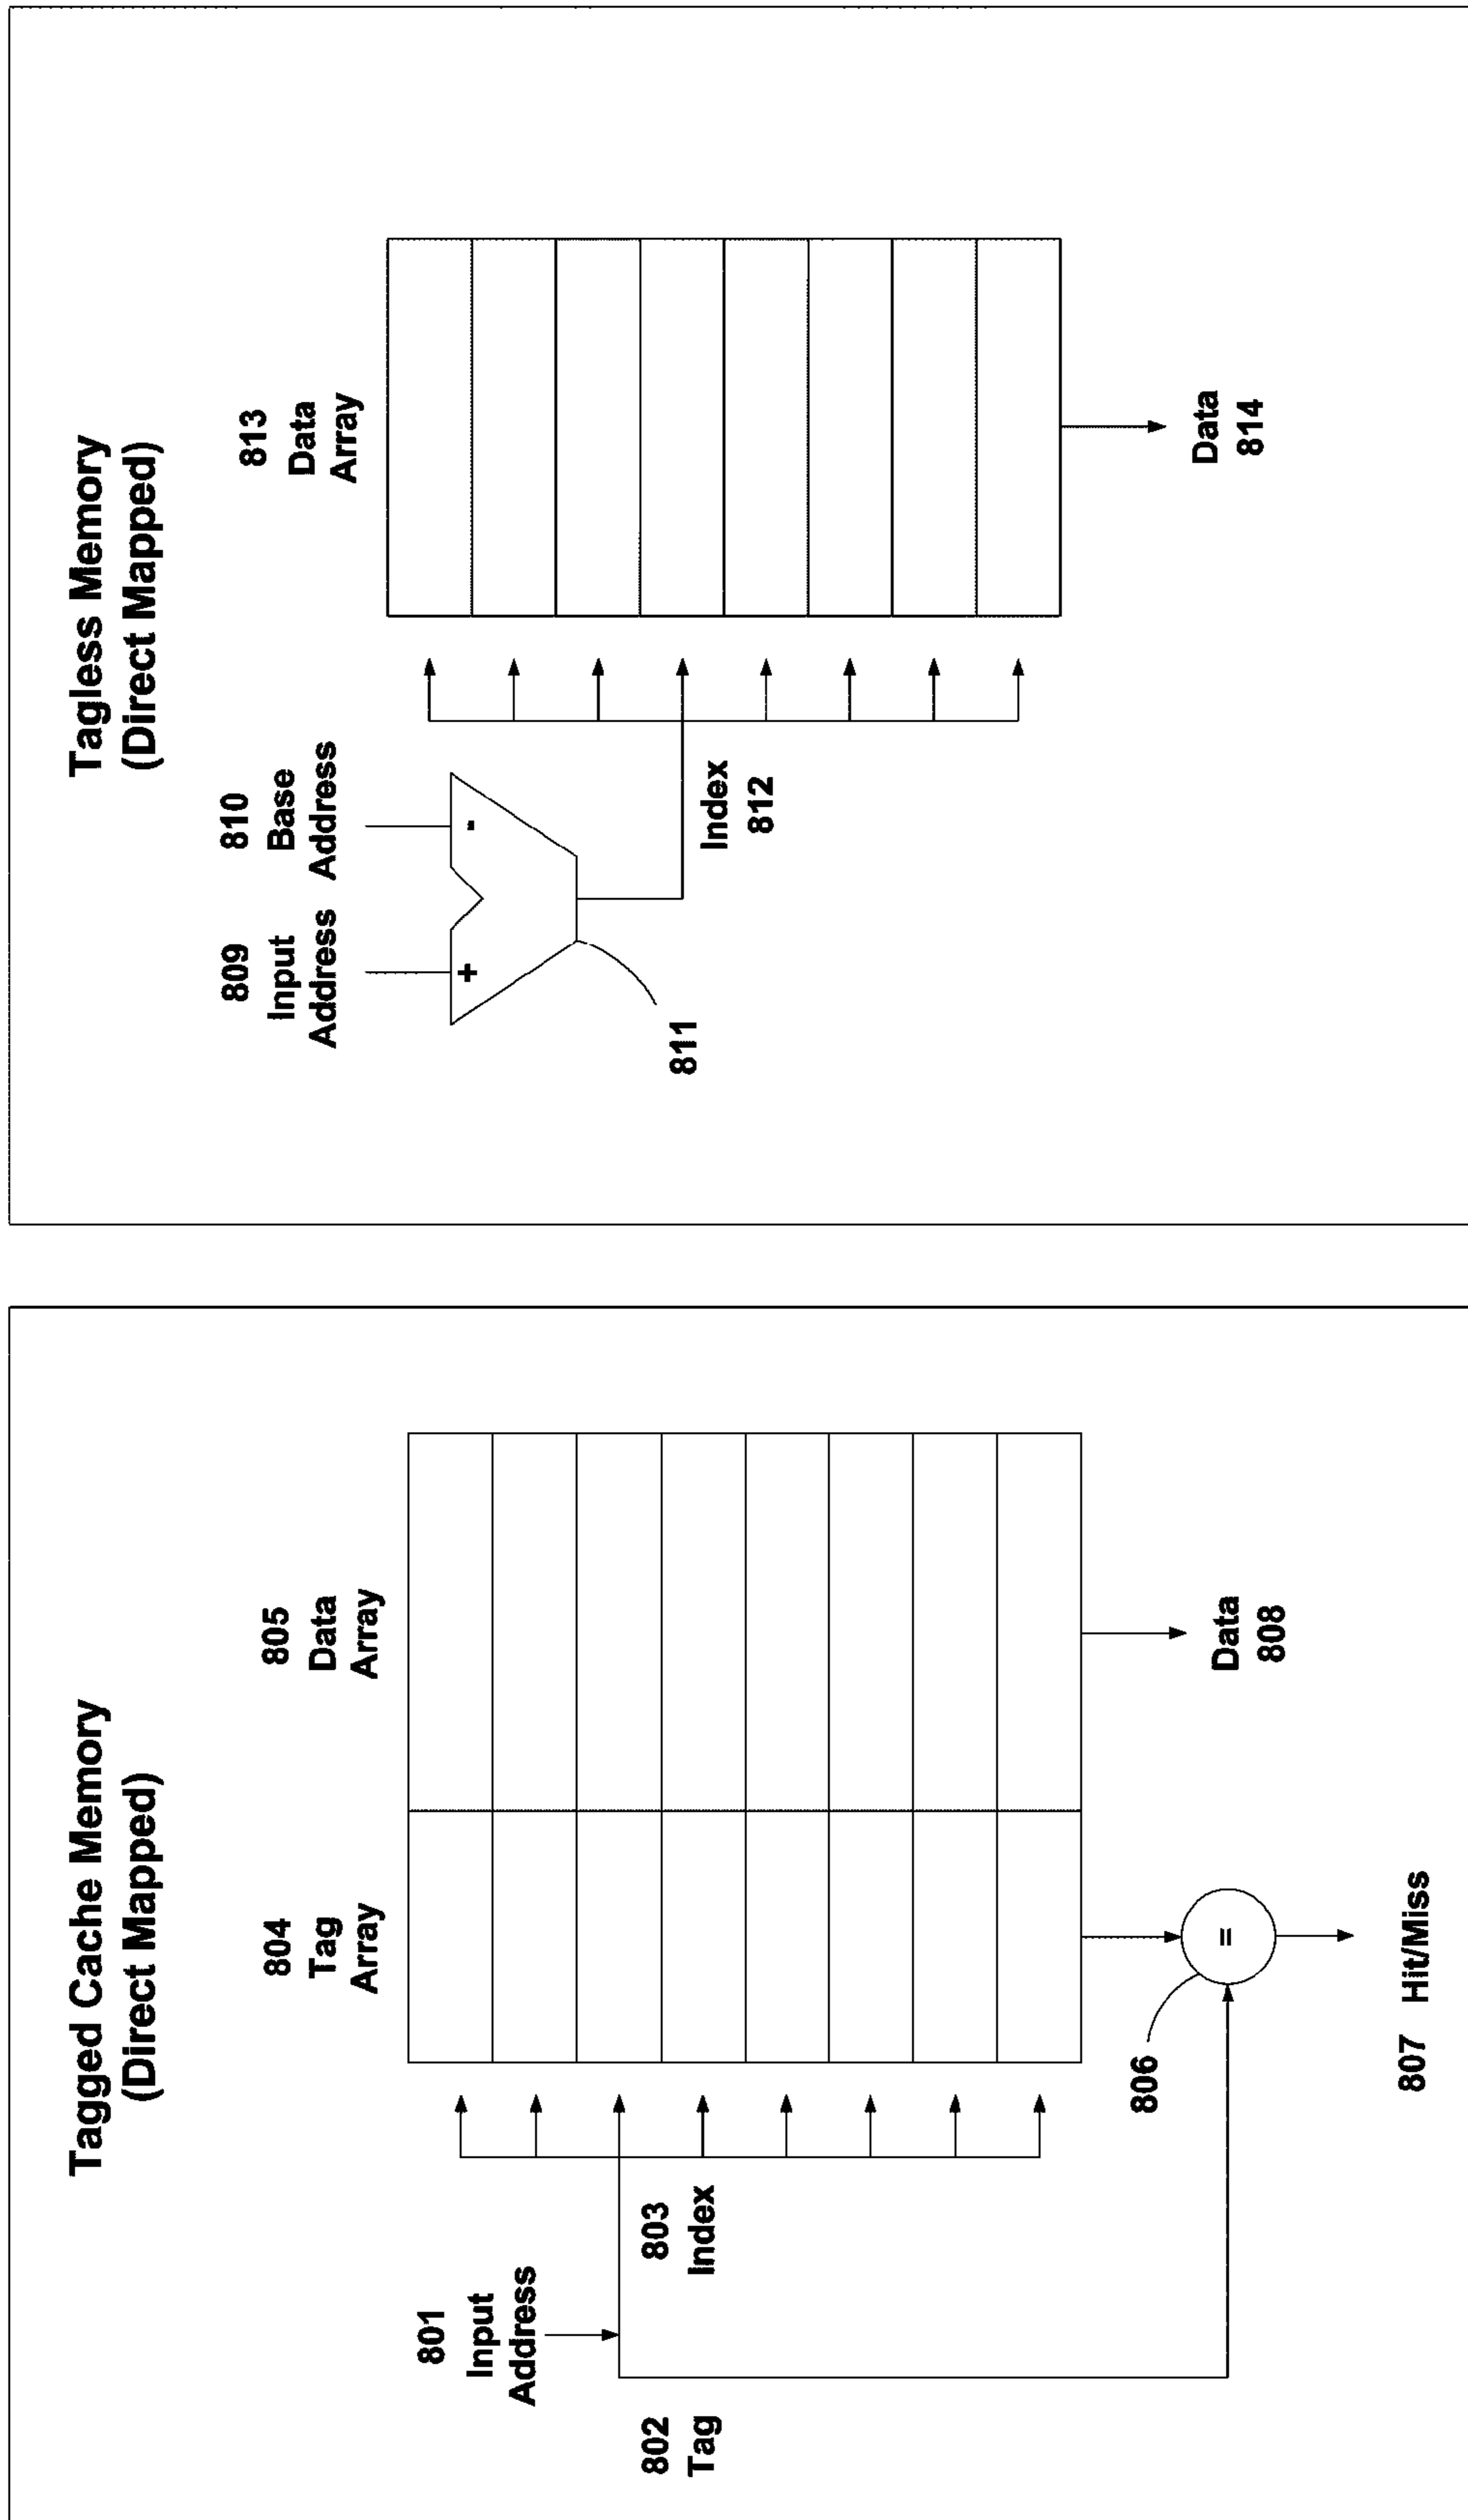 Tagged Cache Memory
(Direct Mapped)
804
Tag
Array
805
Data
Array
801
Input
Address
802
Tag
803
Index
806
=
807 Hit/Miss
Data
808
Tagless Memory
(Direct Mapped)
809
Input
Address
810
Base
Address
813
Data
Array
+
-
811
Index
812
Data
814